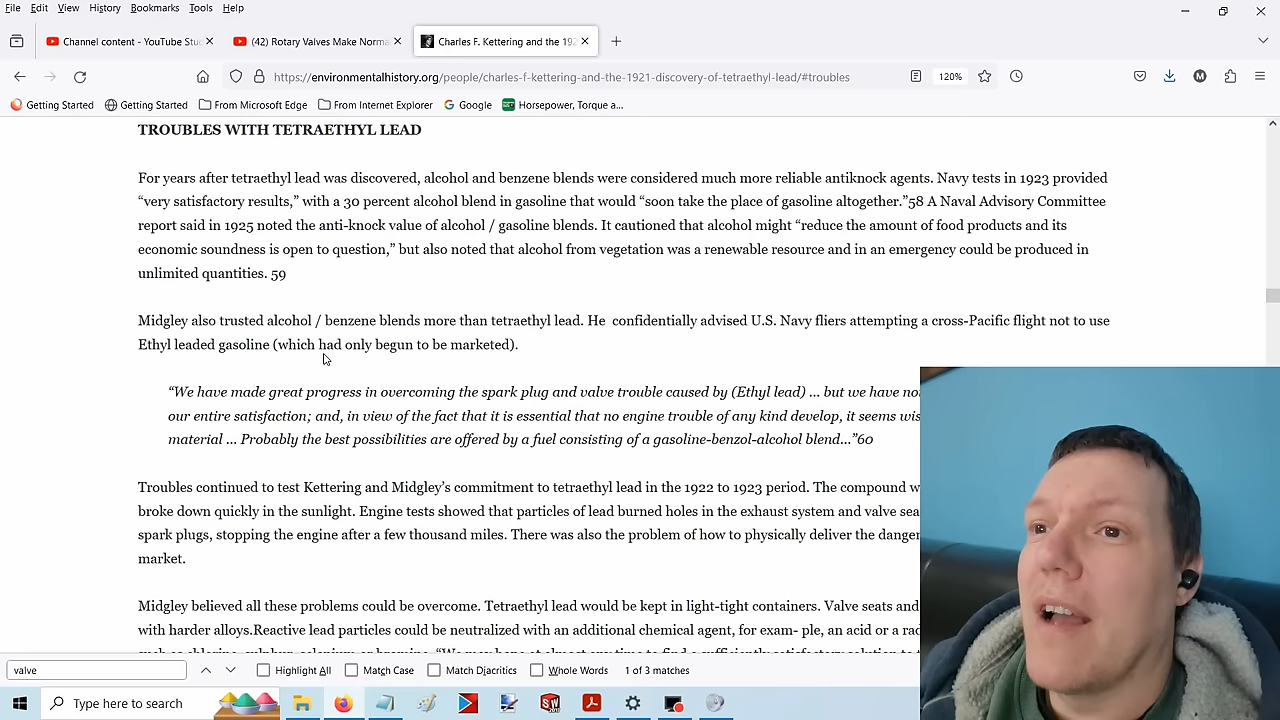 File Edit View History Bookmarks Tools Help
Channel content - YouTube Stu
(42) Rotary Valves Make Norma
Charles F. Kettering and the 192
https://environmentalhistory.org/people/charles-f-kettering-and-the-1921-discovery-of-tetraethyl-lead/#troubles
120%
M
Getting Started Getting Started From Microsoft Edge From Internet Explorer Google Horsepower, Torque a...
TROUBLES WITH TETRAETHYL LEAD
For years after tetraethyl lead was discovered, alcohol and benzene blends were considered much more reliable antiknock agents. Navy tests in 1923 provided
“very satisfactory results,” with a 30 percent alcohol blend in gasoline that would “soon take the place of gasoline altogether.”58 A Naval Advisory Committee
report said in 1925 noted the anti-knock value of alcohol / gasoline blends. It cautioned that alcohol might “reduce the amount of food products and its
economic soundness is open to question,” but also noted that alcohol from vegetation was a renewable resource and in an emergency could be produced in
unlimited quantities. 59
Midgley also trusted alcohol / benzene blends more than tetraethyl lead. He confidentially advised U.S. Navy fliers attempting a cross-Pacific flight not to use
Ethyl leaded gasoline (which had only begun to be marketed).
“We have made great progress in overcoming the spark plug and valve trouble caused by (Ethyl lead) ... but we have no
our entire satisfaction; and, in view of the fact that it is essential that no engine trouble of any kind develop, it seems wis
material ... Probably the best possibilities are offered by a fuel consisting of a gasoline-benzol-alcohol blend...”60
Troubles continued to test Kettering and Midgley’s commitment to tetraethyl lead in the 1922 to 1923 period. The compound w
broke down quickly in the sunlight. Engine tests showed that particles of lead burned holes in the exhaust system and valve sea
spark plugs, stopping the engine after a few thousand miles. There was also the problem of how to physically deliver the danger
market.
Midgley believed all these problems could be overcome. Tetraethyl lead would be kept in light-tight containers. Valve seats and
with harder alloys.Reactive lead particles could be neutralized with an additional chemical agent, for exam- ple, an acid or a rad
valve
Highlight All Match Case Match Diacritics Whole Words 1 of 3 matches
Type here to search